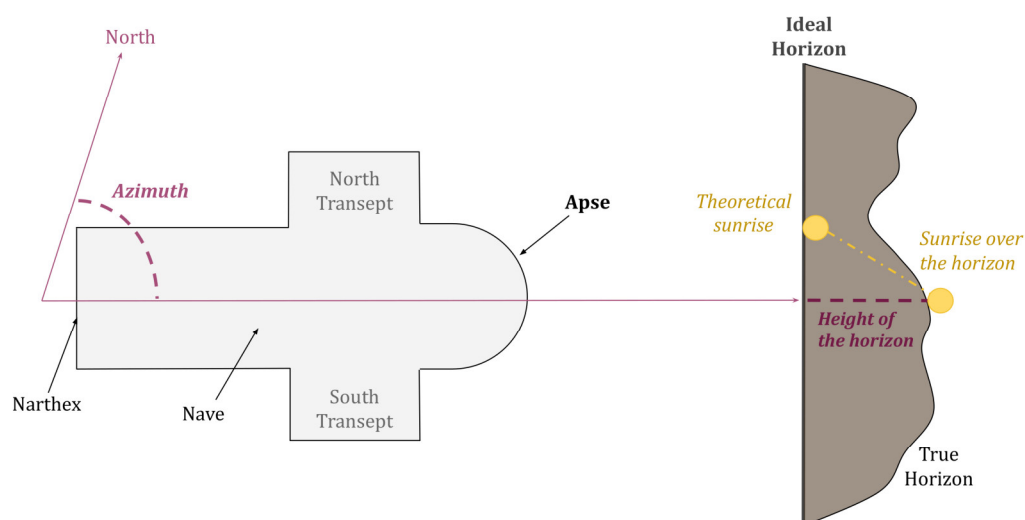 North
Azimuth
North
Transept
Apse
Narthex
Nave
South
Transept
Ideal
Horizon
Theoretical
sunrise
Sunrise over
the horizon
Height of
the horizon
True
Horizon